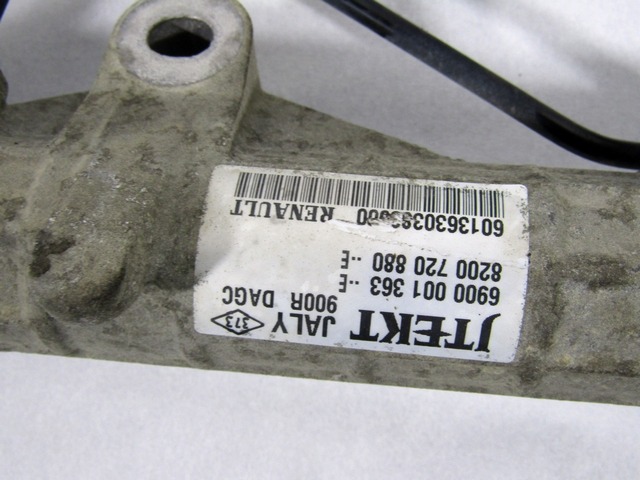 JTEKT JALY 373
900R DAGC
6900 001 363 ..E
8200 720 880 ..E
RENAULT